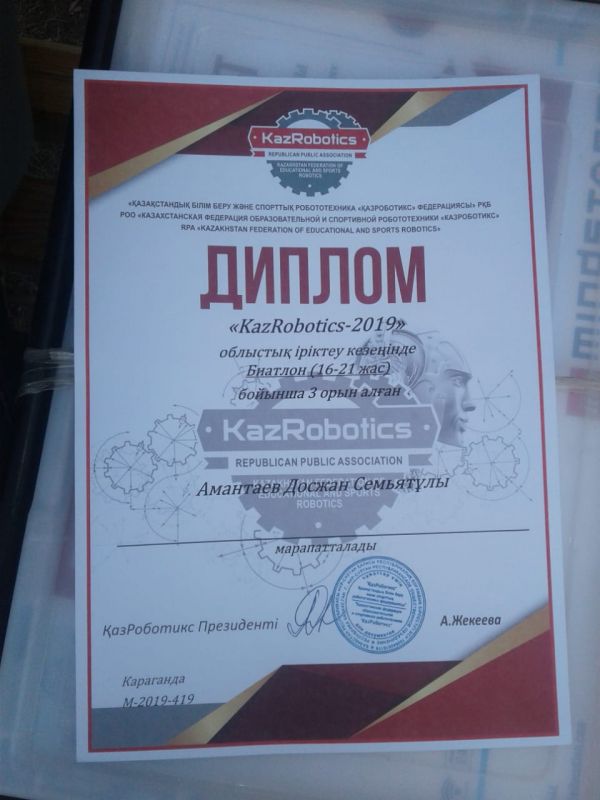 KazRobotics
REPUBLICAN PUBLIC ASSOCIATION
KAZAKHSTAN FEDERATION OF
EDUCATIONAL AND SPORTS
ROBOTICS
«ҚАЗАҚСТАНДЫҚ БІЛІМ БЕРУ ЖӘНЕ СПОРТТЫҚ РОБОТОТЕХНИКА «ҚАЗРОБОТИКС» ФЕДЕРАЦИЯСЫ» РҚБ
РОО «КАЗАХСТАНСКАЯ ФЕДЕРАЦИЯ ОБРАЗОВАТЕЛЬНОЙ И СПОРТИВНОЙ РОБОТОТЕХНИКИ «КАЗРОБОТИКС»
RPA «KAZAKHSTAN FEDERATION OF EDUCATIONAL AND SPORTS ROBOTICS»
ДИПЛОМ
«KazRobotics-2019»
облыстық іріктеу кезеңінде
Биатлон (16-21 жас)
бойынша 3 орын алған
KazRobotics
REPUBLICAN PUBLIC ASSOCIATION
Амантаев Досжан Семьятұлы
EDUCATIONAL AND SPORTS
ROBOTICS
марапатталады
ҚазРоботикс Президенті
А.Жекеева
Караганда
М-2019-419